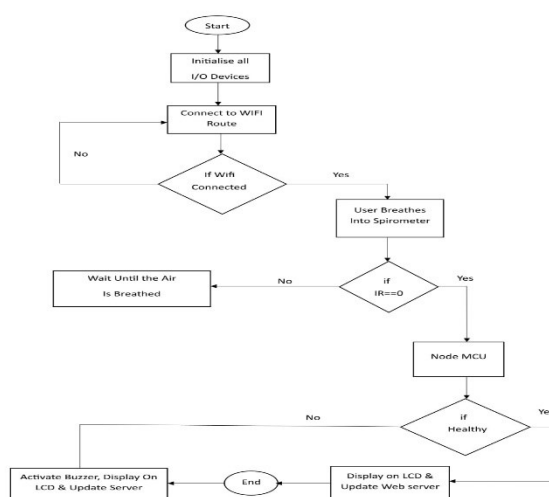 Start
Initialise all
I/O Devices
Connect to WIFI
Route
No
If Wifi
Connected
Yes
User Breathes
Into Spirometer
Wait Until the Air
Is Breathed
No
if
IR==0
Yes
Node MCU
No
if
Healthy
Ye
Activate Buzzer, Display On
LCD & Update Server
End
Display on LCD &
Update Web server